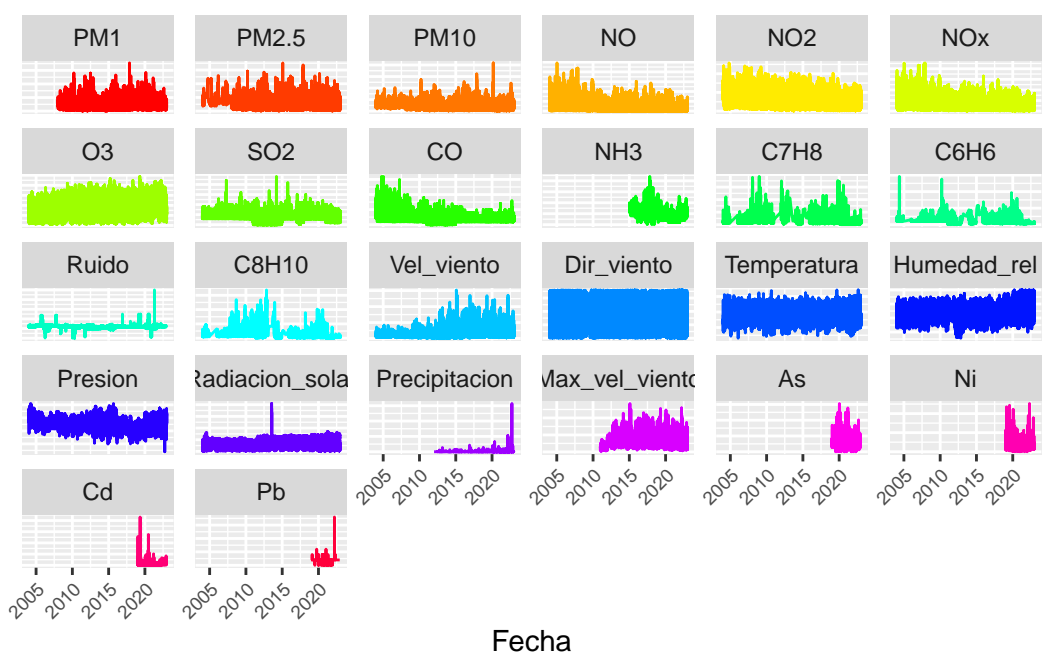 PM1 PM2.5 PM10 NO NO2 NOx
O3 SO2 CO NH3 C7H8 C6H6
Ruido C8H10 Vel_viento Dir_viento Temperatura Humedad_rel
Presion Radiacion_sola Precipitacion Max_vel_viento As Ni
2005 2010 2015 2020 2005 2010 2015 2020 2005 2010 2015 2020 2005 2010 2015 2020
Cd Pb
2005 2010 2015 2020 2005 2010 2015 2020
Fecha